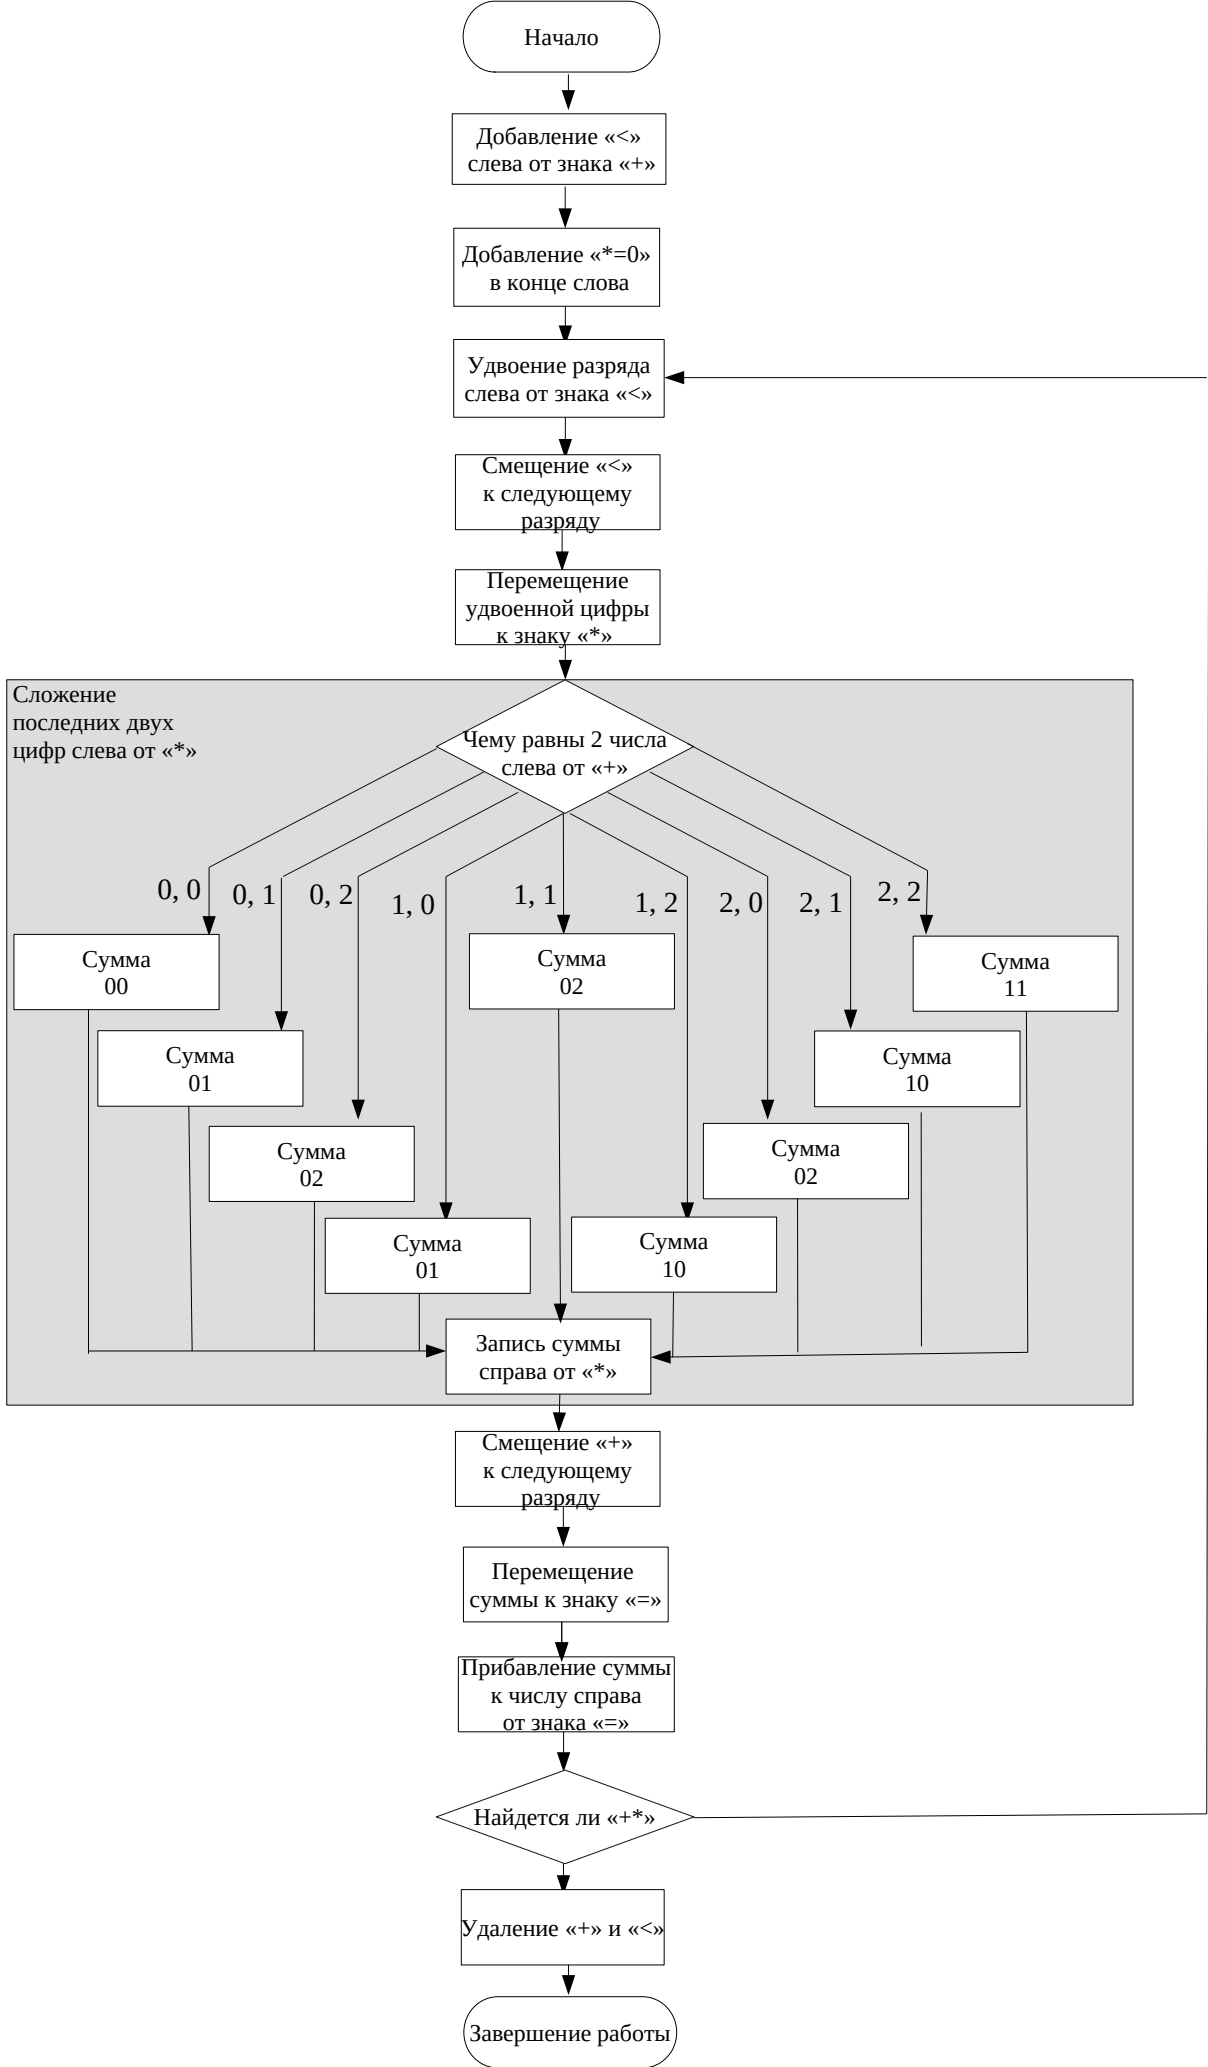 Начало
Добавление «<»
слева от знака «+»
Добавление «*=0»
в конце слова
Удвоение разряда
слева от знака «<»
Смещение «<»
к следующему
разряду
Перемещение
удвоенной цифры
к знаку «*»
Сложение
последних двух
цифр слева от «*»
Чему равны 2 числа
слева от «+»
0, 0
0, 1
0, 2
1, 0
1, 1
1, 2
2, 0
2, 1
2, 2
Сумма
00
Сумма
02
Сумма
11
Сумма
01
Сумма
10
Сумма
02
Сумма
02
Сумма
01
Сумма
10
Запись суммы
справа от «*»
Смещение «+»
к следующему
разряду
Перемещение
суммы к знаку «=»
Прибавление суммы
к числу справа
от знака «=»
Найдется ли «+*»
Удаление «+» и «<»
Завершение работы